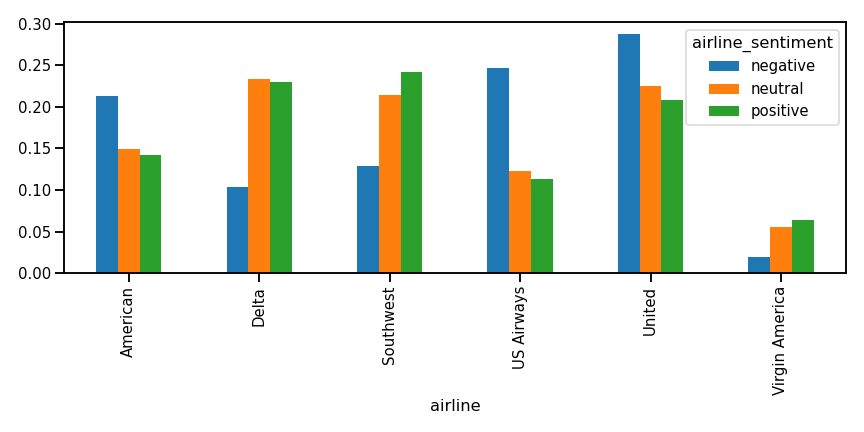 0.30
0.25
0.20
0.15
0.10
0.05
0.00
airline_sentiment
negative
neutral
positive
American
Delta
Southwest
US Airways
United
Virgin America
airline